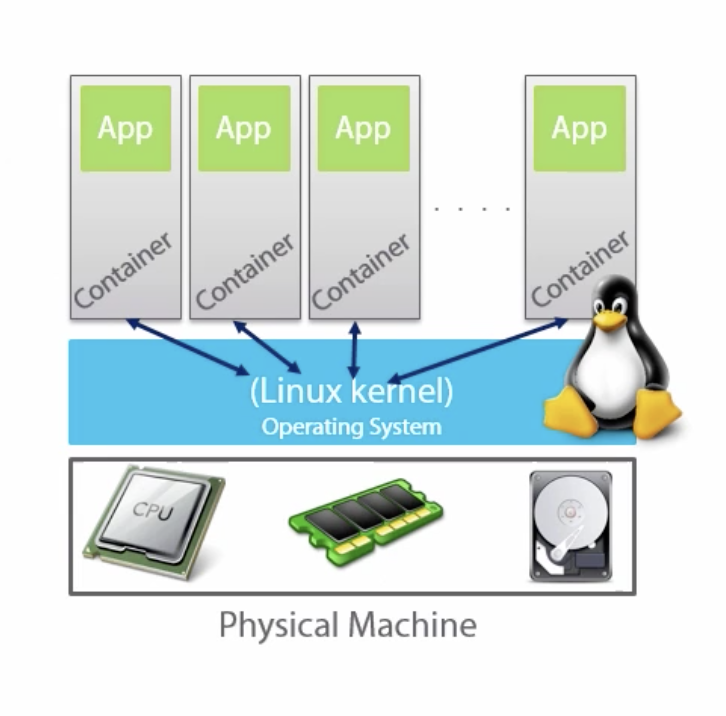 App
App
App
App
Container
Container
Container
Container
. . . .
(Linux kernel)
Operating System
CPU
Physical Machine